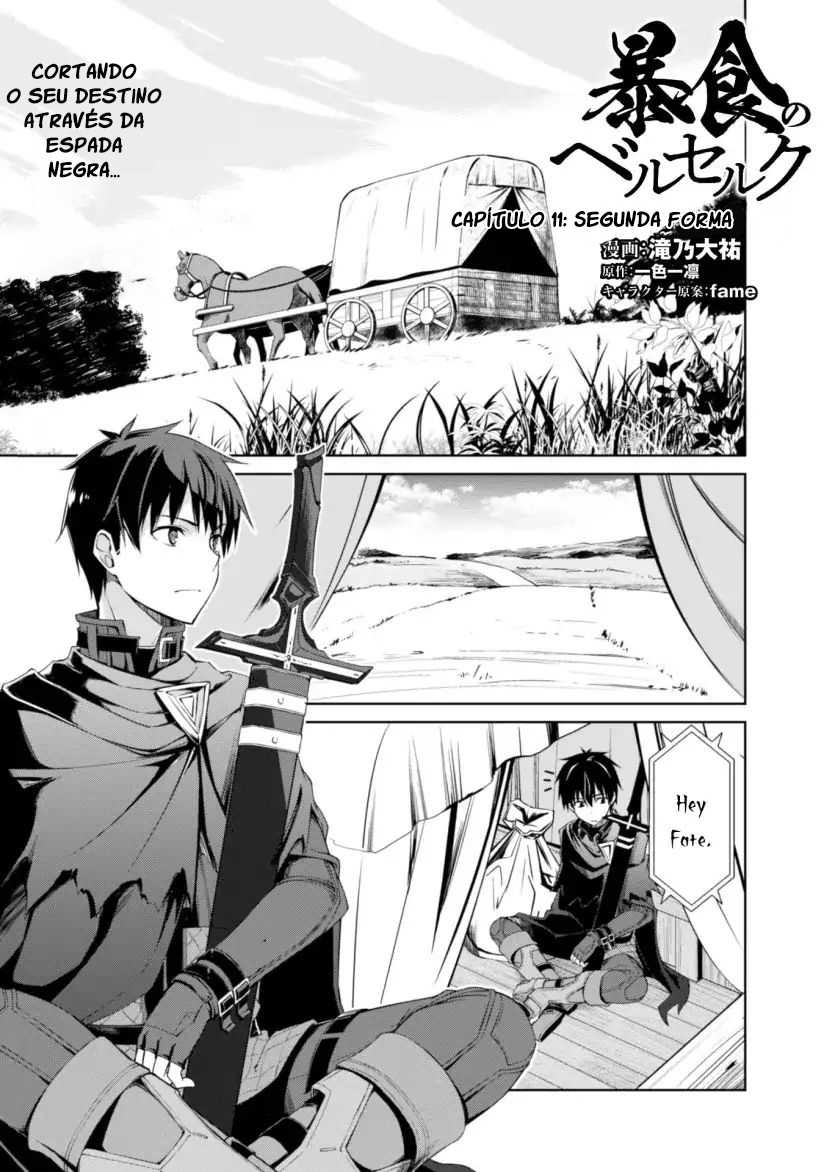 CORTANDO
O SEU DESTINO
ATRAVÉS DA
ESPADA
NEGRA...
暴食の
ベルセルク
CAPÍTULO 11: SEGUNDA FORMA
漫画:滝乃大祐
原作:一色一凛
キャラクター原案:fame
Hey
Fate.